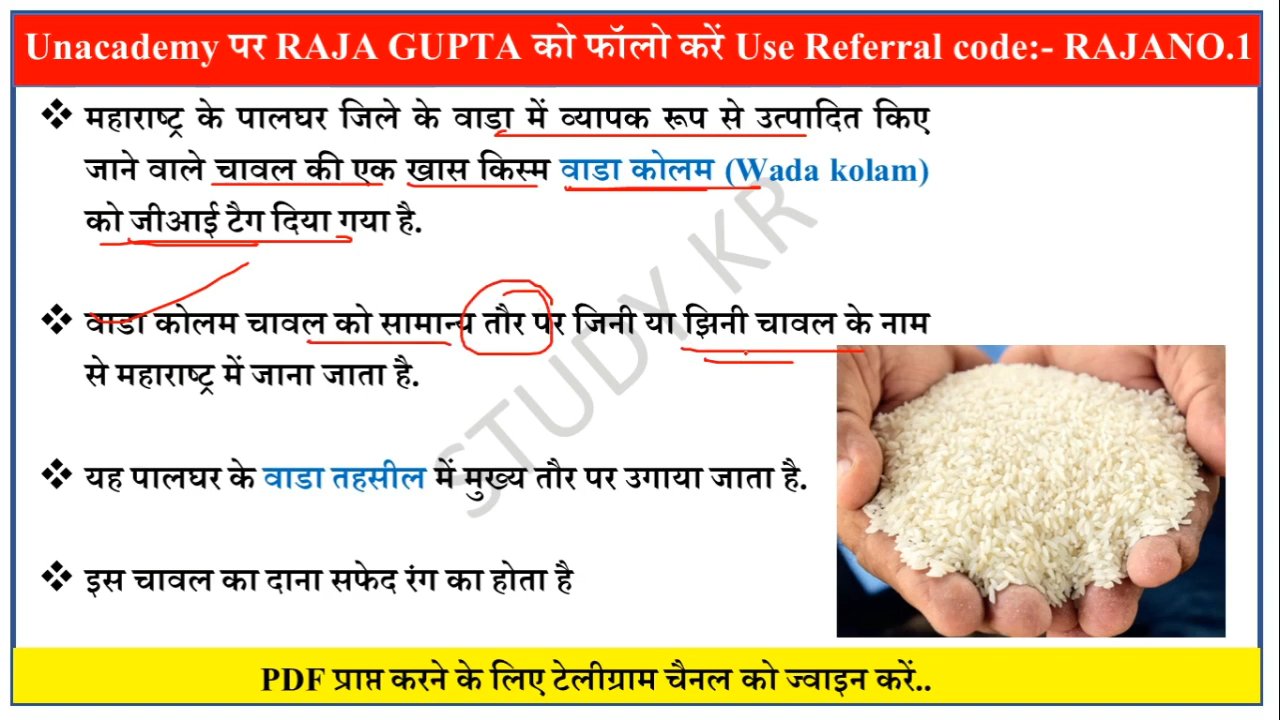 Unacademy पर RAJA GUPTA को फॉलो करें Use Referral code:- RAJANO.1
❖ महाराष्ट्र के पालघर जिले के वाडा में व्यापक रूप से उत्पादित किए
जाने वाले चावल की एक खास किस्म वाडा कोलम (Wada kolam)
को जीआई टैग दिया गया है.
❖ वाडा कोलम चावल को सामान्य तौर पर जिनी या झिनी चावल के नाम
से महाराष्ट्र में जाना जाता है.
❖ यह पालघर के वाडा तहसील में मुख्य तौर पर उगाया जाता है.
❖ इस चावल का दाना सफेद रंग का होता है
STUDY KR
PDF प्राप्त करने के लिए टेलीग्राम चैनल को ज्वाइन करें..